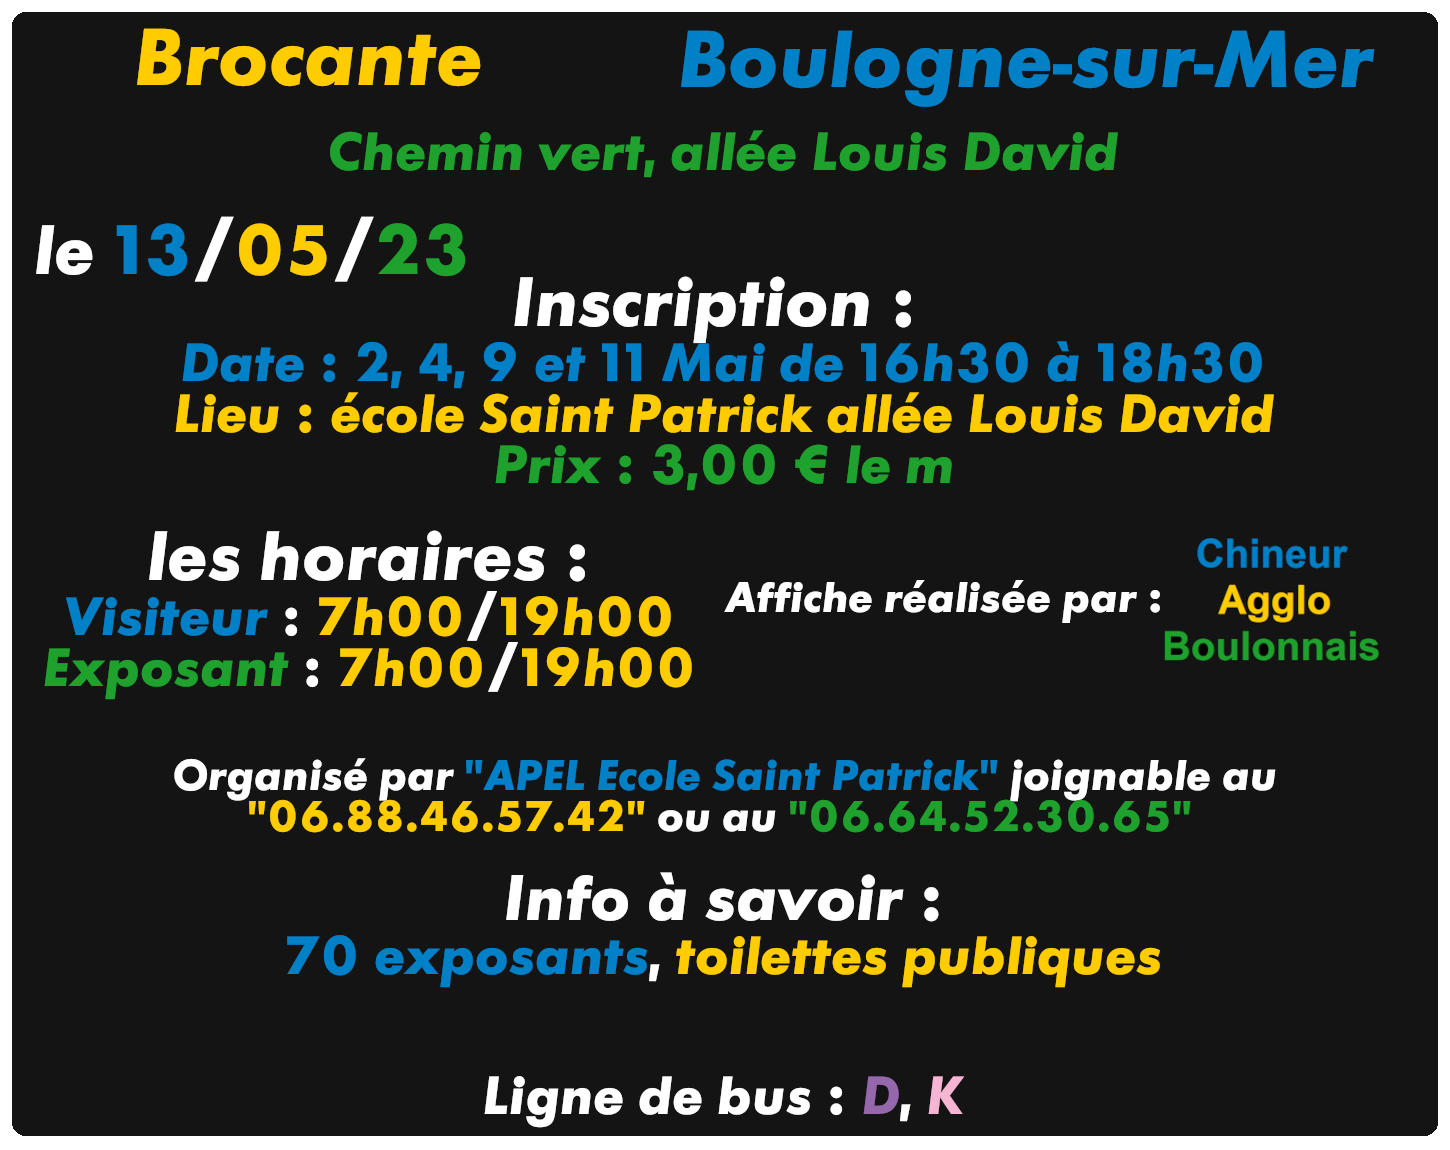 Brocante Boulogne-sur-Mer
Chemin vert, allée Louis David
le 13/05/23
Inscription :
Date : 2, 4, 9 et 11 Mai de 16h30 à 18h30
Lieu : école Saint Patrick allée Louis David
Prix : 3,00 € le m
les horaires :
Visiteur : 7h00/19h00
Exposant : 7h00/19h00
Affiche réalisée par :
Chineur
Agglo
Boulonnais
Organisé par "APEL Ecole Saint Patrick" joignable au
"06.88.46.57.42" ou au "06.64.52.30.65"
Info à savoir :
70 exposants, toilettes publiques
Ligne de bus : D, K